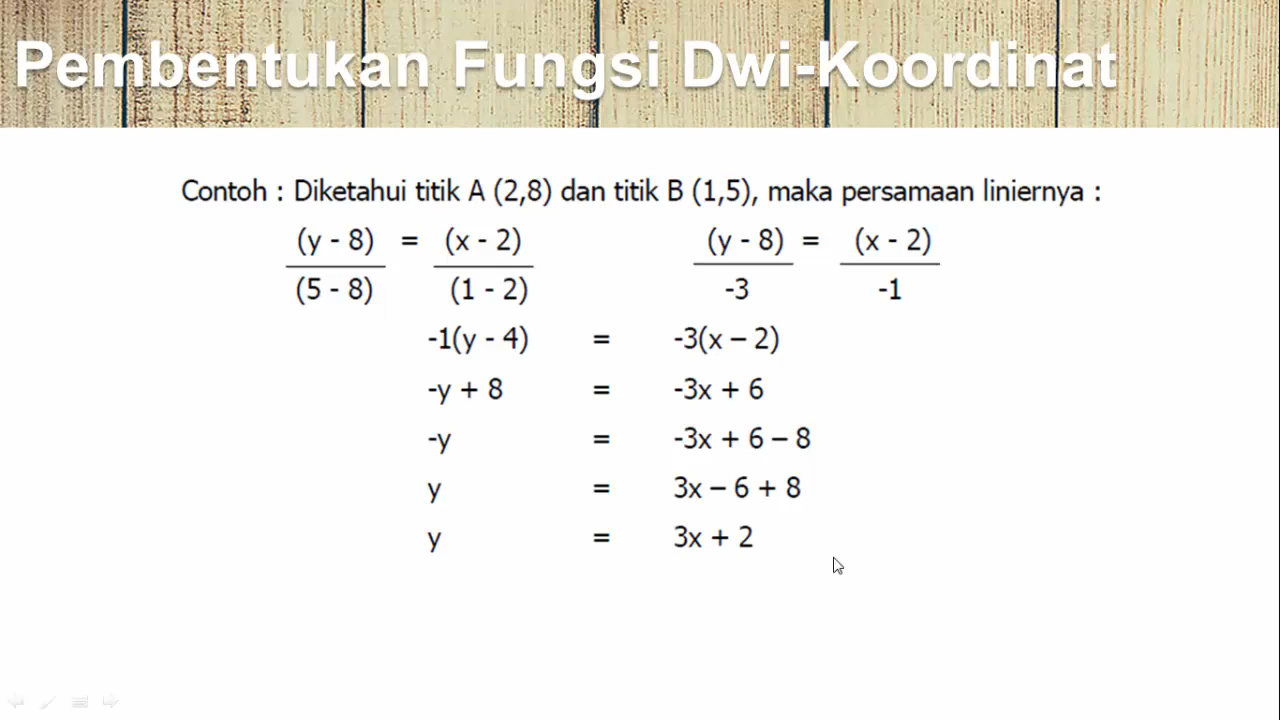 Pembentukan Fungsi Dwi-Koordinat
Contoh : Diketahui titik A (2,8) dan titik B (1,5), maka persamaan liniernya :
(y - 8) = (x - 2) (y - 8) = (x - 2)
(5 - 8) (1 - 2) -3 -1
-1(y - 4) = -3(x – 2)
-y + 8 = -3x + 6
-y = -3x + 6 – 8
y = 3x – 6 + 8
y = 3x + 2